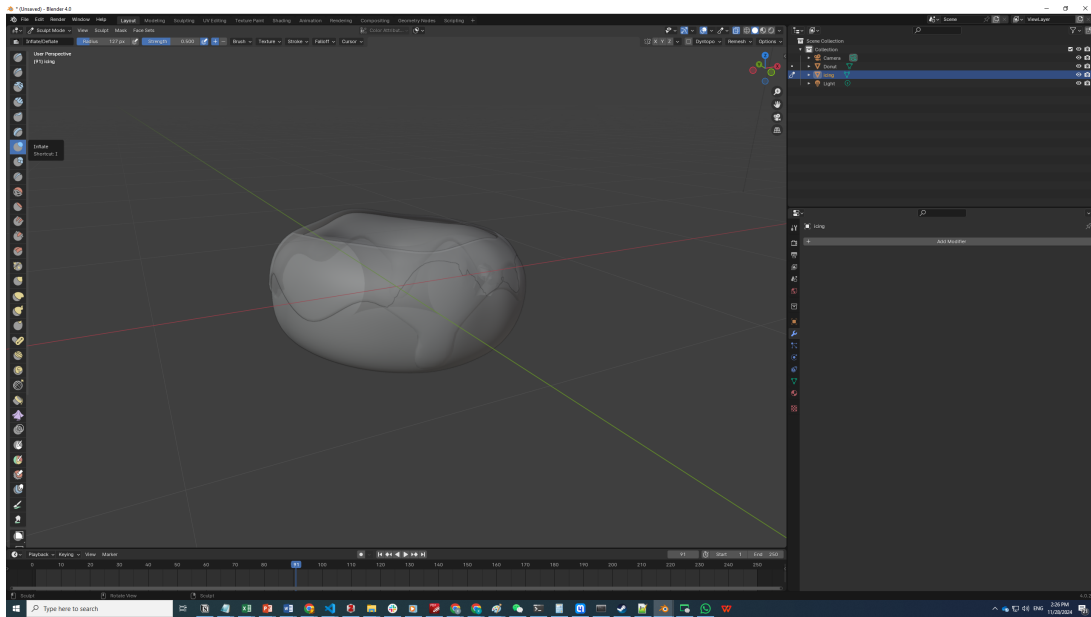 * (Unsaved) - Blender 4.0
File Edit Render Window Help Layout Modeling Sculpting UV Editing Texture Paint Shading Animation Rendering Compositing Geometry Nodes Scripting + Scene ViewLayer
Sculpt Mode View Sculpt Mask Face Sets Color Attribut...
Inflate/Deflate Radius 127 px Strength 0.500 Brush Texture Stroke Falloff Cursor X Y Z Dyntopo Remesh Options
User Perspective
(91) Icing
Inflate
Shortcut: I
Scene Collection
Collection
Camera
Donut
Icing
Light
Icing
Add Modifier
Playback Keying View Marker 91 Start 1 End 250
0 10 20 30 40 50 60 70 80 91 100 110 120 130 140 150 160 170 180 190 200 210 220 230 240 250
Sculpt Rotate View Sculpt
Type here to search
ENG
2:26 PM
11/20/2024